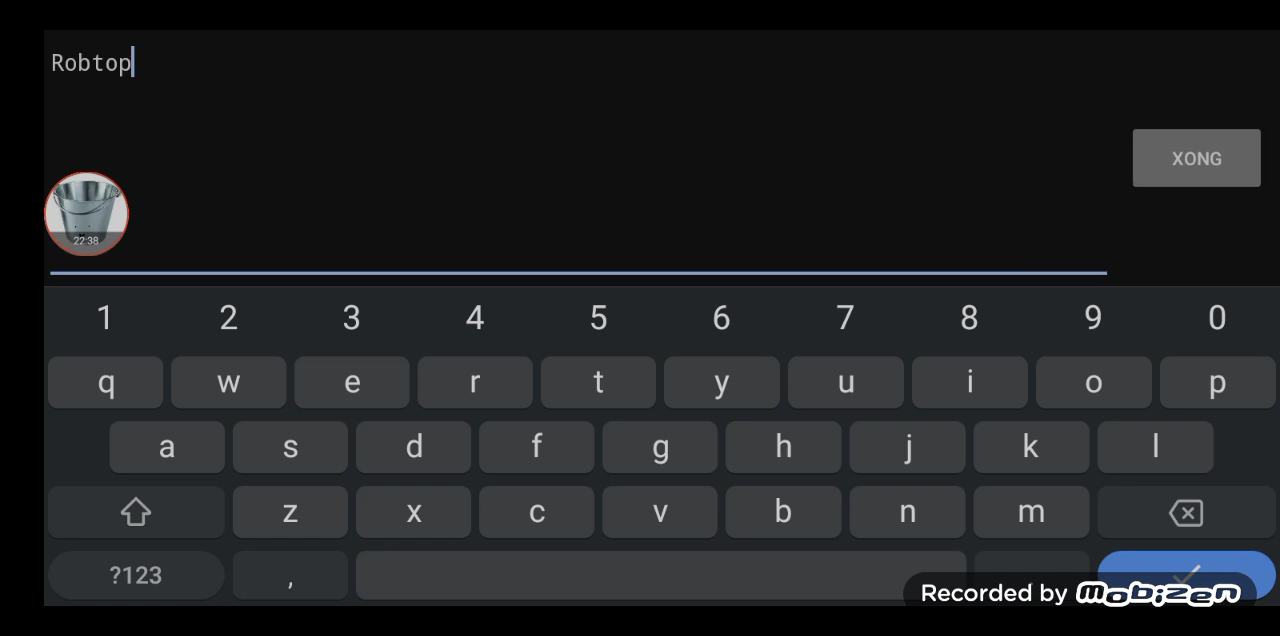 Robtop
XONG
22:38
1 2 3 4 5 6 7 8 9 0
q w e r t y u i o p
a s d f g h j k l
z x c v b n m
?123 ,
Recorded by mobizen